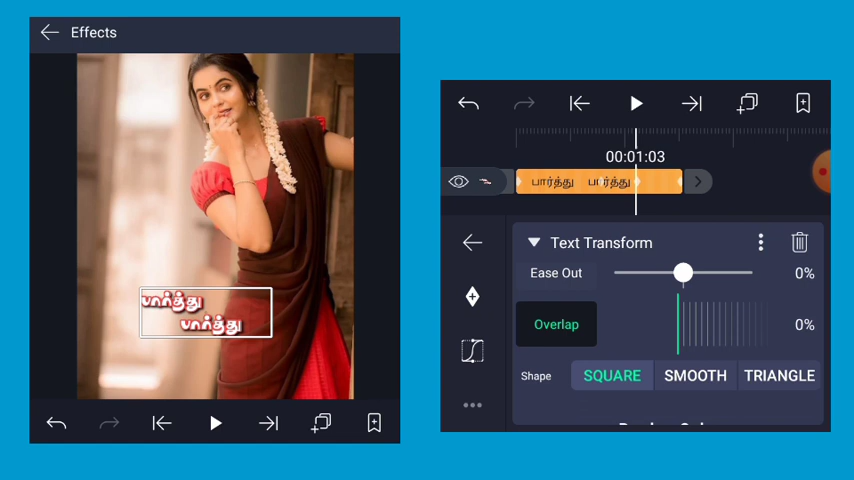 Effects
பார்த்து
பார்த்து
00:01:03
பார்த்து பார்த்து
Text Transform
Ease Out 0%
Overlap 0%
Shape SQUARE SMOOTH TRIANGLE